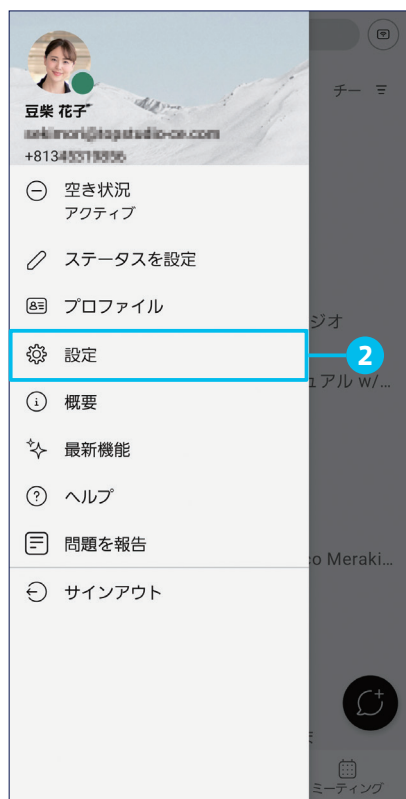 豆柴 花子
+813
空き状況
アクティブ
ステータスを設定
プロファイル
設定
2
概要
最新機能
ヘルプ
問題を報告
サインアウト
チー
ジオ
ュアル w/...
co Meraki...
ミーティング